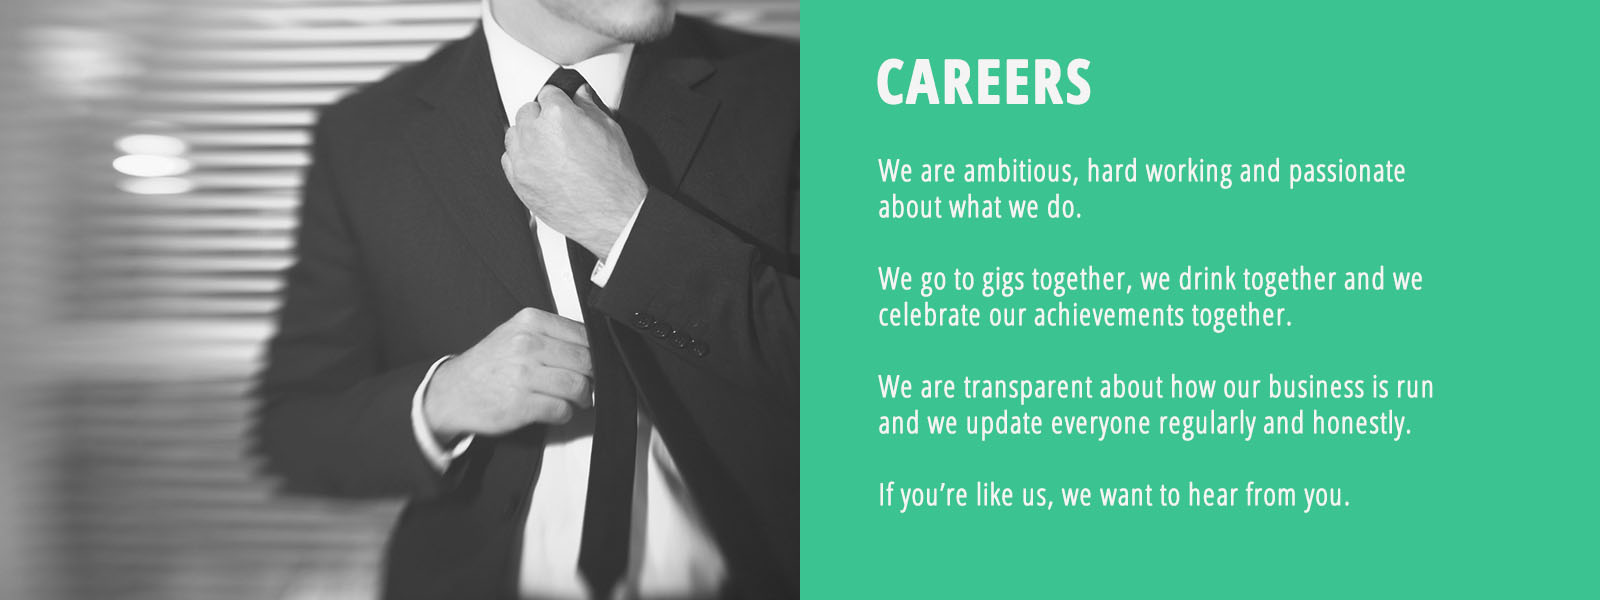 CAREERS
We are ambitious, hard working and passionate
about what we do.
We go to gigs together, we drink together and we
celebrate our achievements together.
We are transparent about how our business is run
and we update everyone regularly and honestly.
If you’re like us, we want to hear from you.